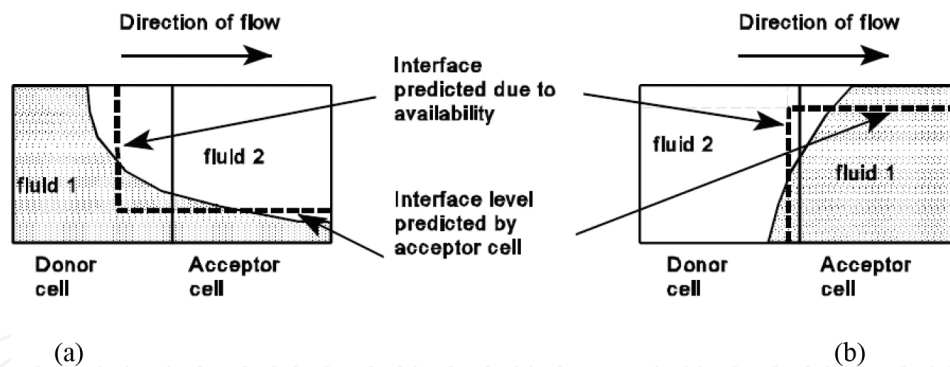 Direction of flow
Direction of flow
Interface
predicted due to
availability
fluid 2
fluid 1
fluid 2
fluid 1
Interface level
predicted by
acceptor cell
Donor
cell
Acceptor
cell
Donor
cell
Acceptor
cell
(a)
(b)